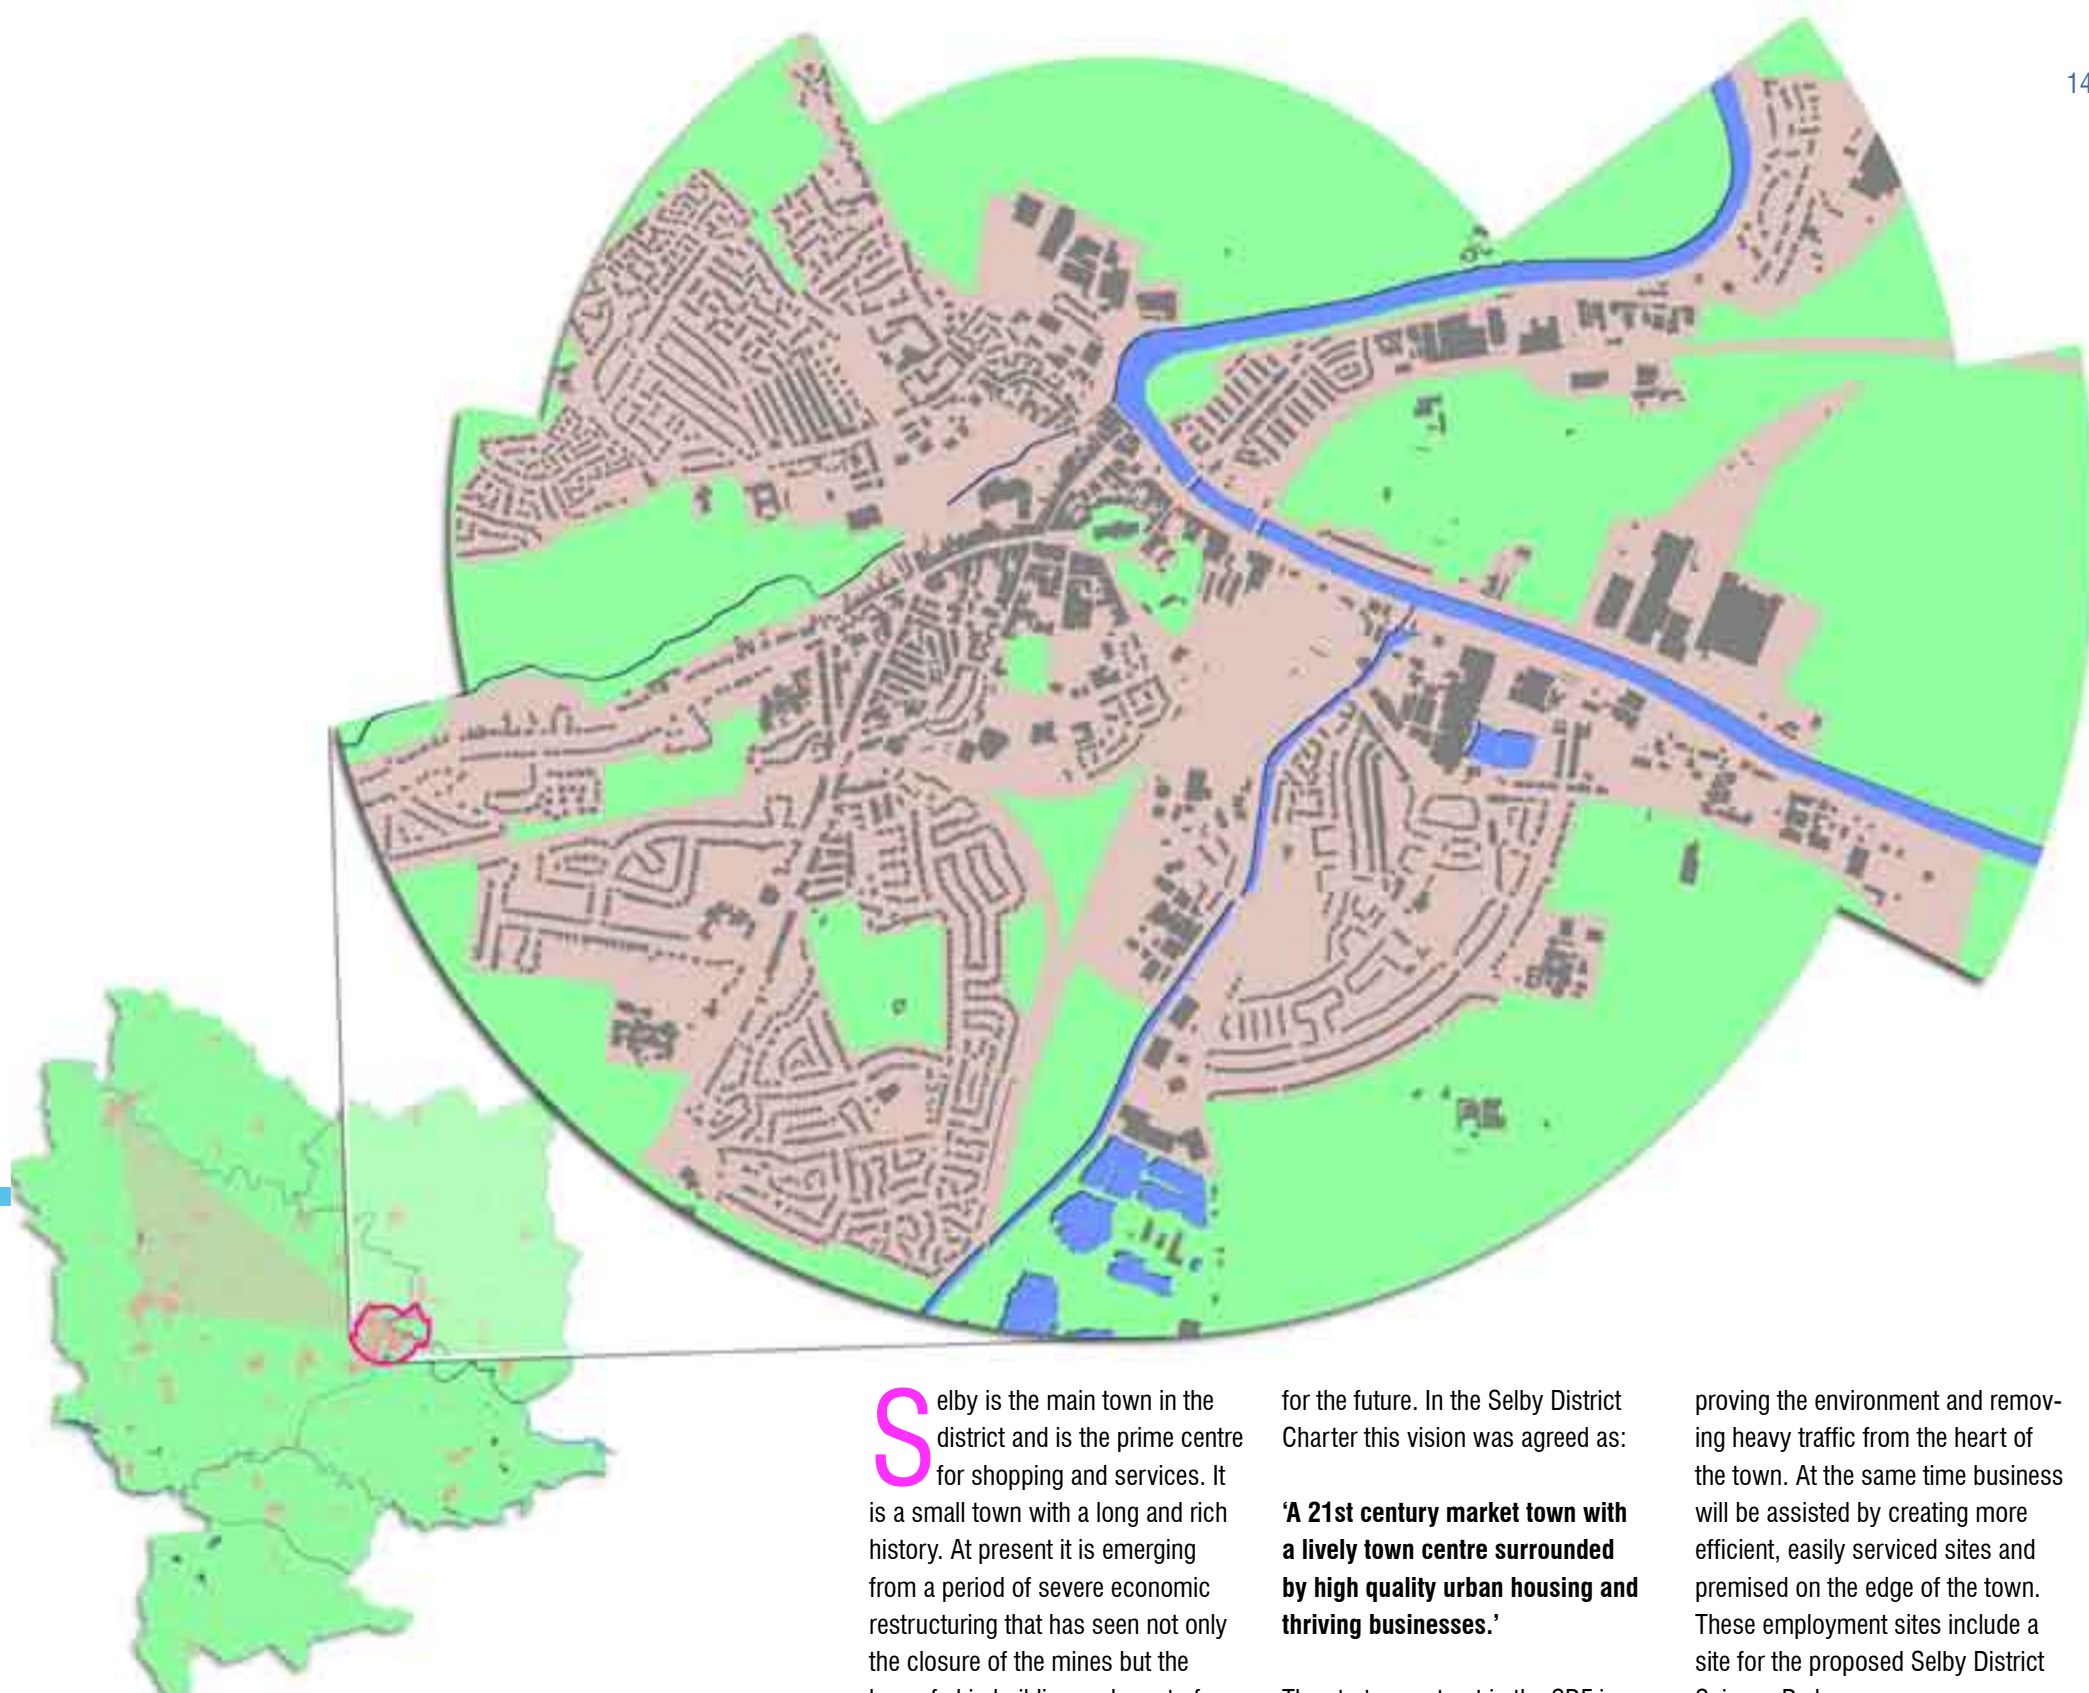 14
Selby is the main town in the
district and is the prime centre
for shopping and services. It
is a small town with a long and rich
history. At present it is emerging
from a period of severe economic
restructuring that has seen not only
the closure of the mines but the
for the future. In the Selby District
Charter this vision was agreed as:
‘A 21st century market town with
a lively town centre surrounded
by high quality urban housing and
thriving businesses.’
proving the environment and remov-
ing heavy traffic from the heart of
the town. At the same time business
will be assisted by creating more
efficient, easily serviced sites and
premised on the edge of the town.
These employment sites include a
site for the proposed Selby District